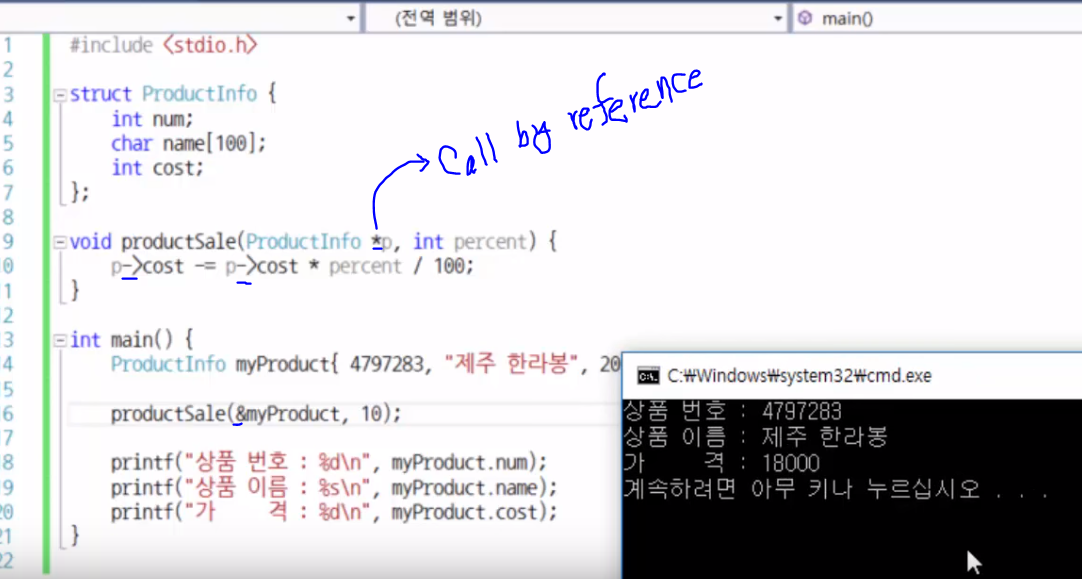 (전역 범위)
main()
1 #include <stdio.h>
2
3 struct ProductInfo {
4 int num;
5 char name[100];
6 int cost;
7 };
8
9 void productSale(ProductInfo *p, int percent) {
0 p->cost -= p->cost * percent / 100;
1 }
2
3 int main() {
4 ProductInfo myProduct{ 4797283, "제주 한라봉", 20
5
6 productSale(&myProduct, 10);
7
8 printf("상품 번호 : %d\n", myProduct.num);
9 printf("상품 이름 : %s\n", myProduct.name);
20 printf("가 격 : %d\n", myProduct.cost);
21 }
22
Call by reference
C:₩Windows₩system32₩cmd.exe
상품 번호 : 4797283
상품 이름 : 제주 한라봉
가 격 : 18000
계속하려면 아무 키나 누르십시오 . . .